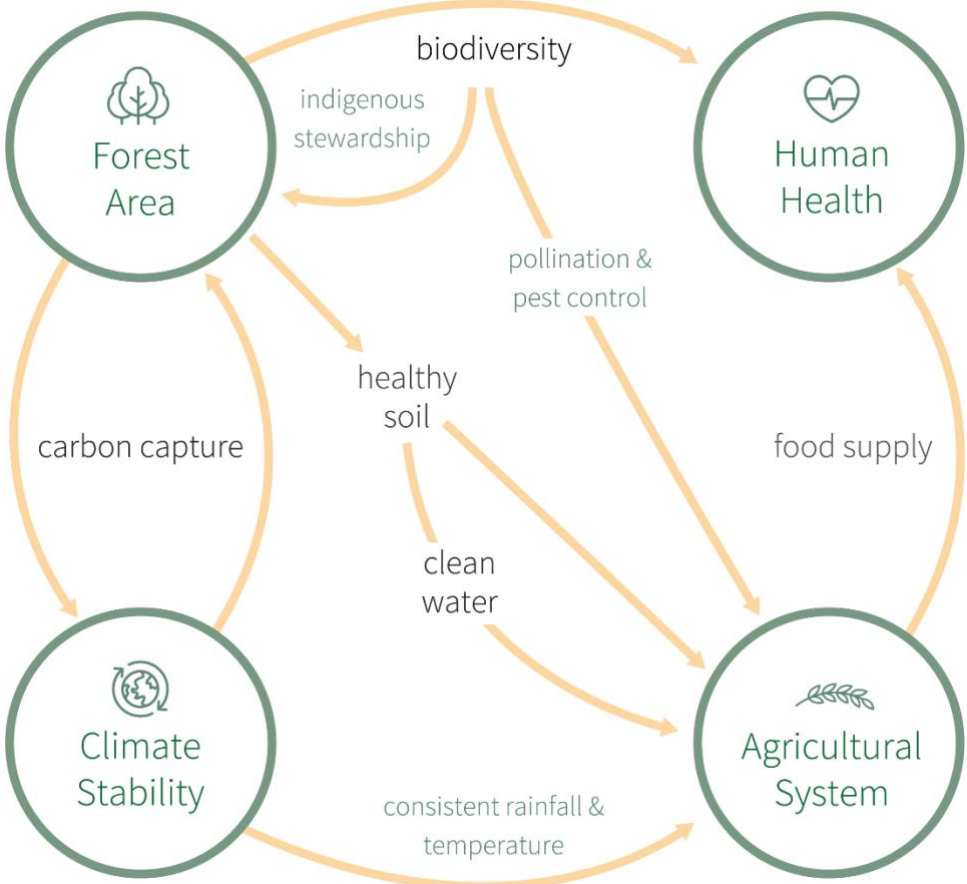 biodiversity
indigenous
stewardship
Forest
Area
Human
Health
pollination &
pest control
healthy
soil
carbon capture
food supply
clean
water
Climate
Stability
Agricultural
System
consistent rainfall &
temperature